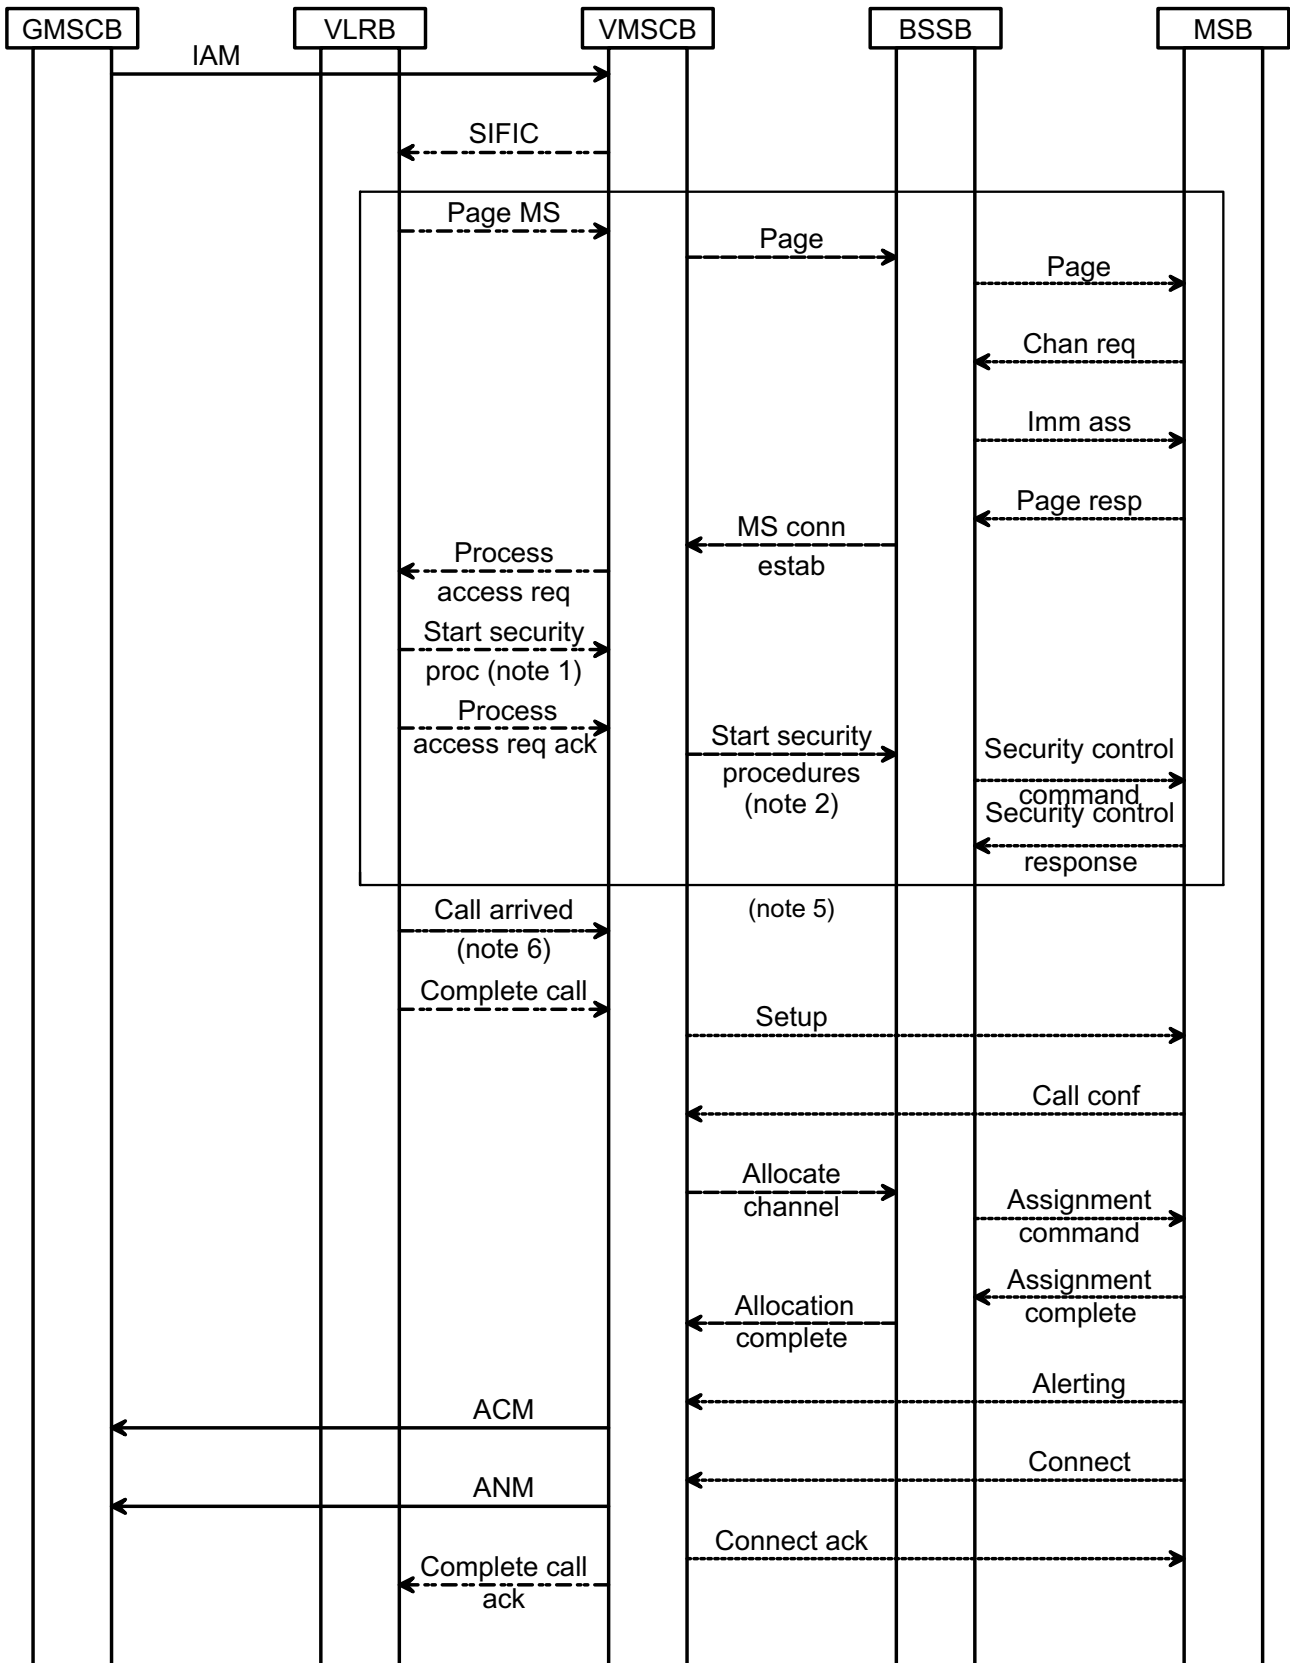 GMSCB
VLRB
VMSCB
BSSB
MSB
IAM
SIFIC
Page MS
Page
Page
Chan req
Imm ass
Page resp
MS conn
estab
Process
access req
Start security
proc (note 1)
Process
access req ack
Start security
procedures
(note 2)
Security control
command
Security control
response
(note 5)
Call arrived
(note 6)
Complete call
Setup
Call conf
Allocate
channel
Assignment
command
Assignment
complete
Allocation
complete
Alerting
ACM
Connect
ANM
Connect ack
Complete call
ack